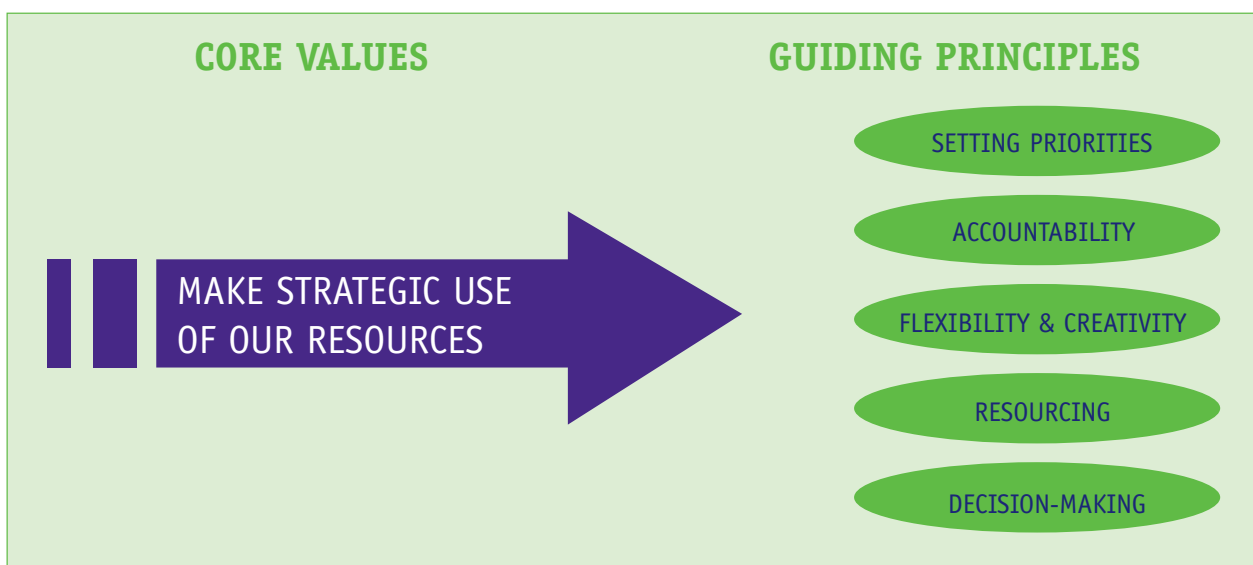 CORE VALUES
GUIDING PRINCIPLES
MAKE STRATEGIC USE
OF OUR RESOURCES
SETTING PRIORITIES
ACCOUNTABILITY
FLEXIBILITY & CREATIVITY
RESOURCING
DECISION-MAKING